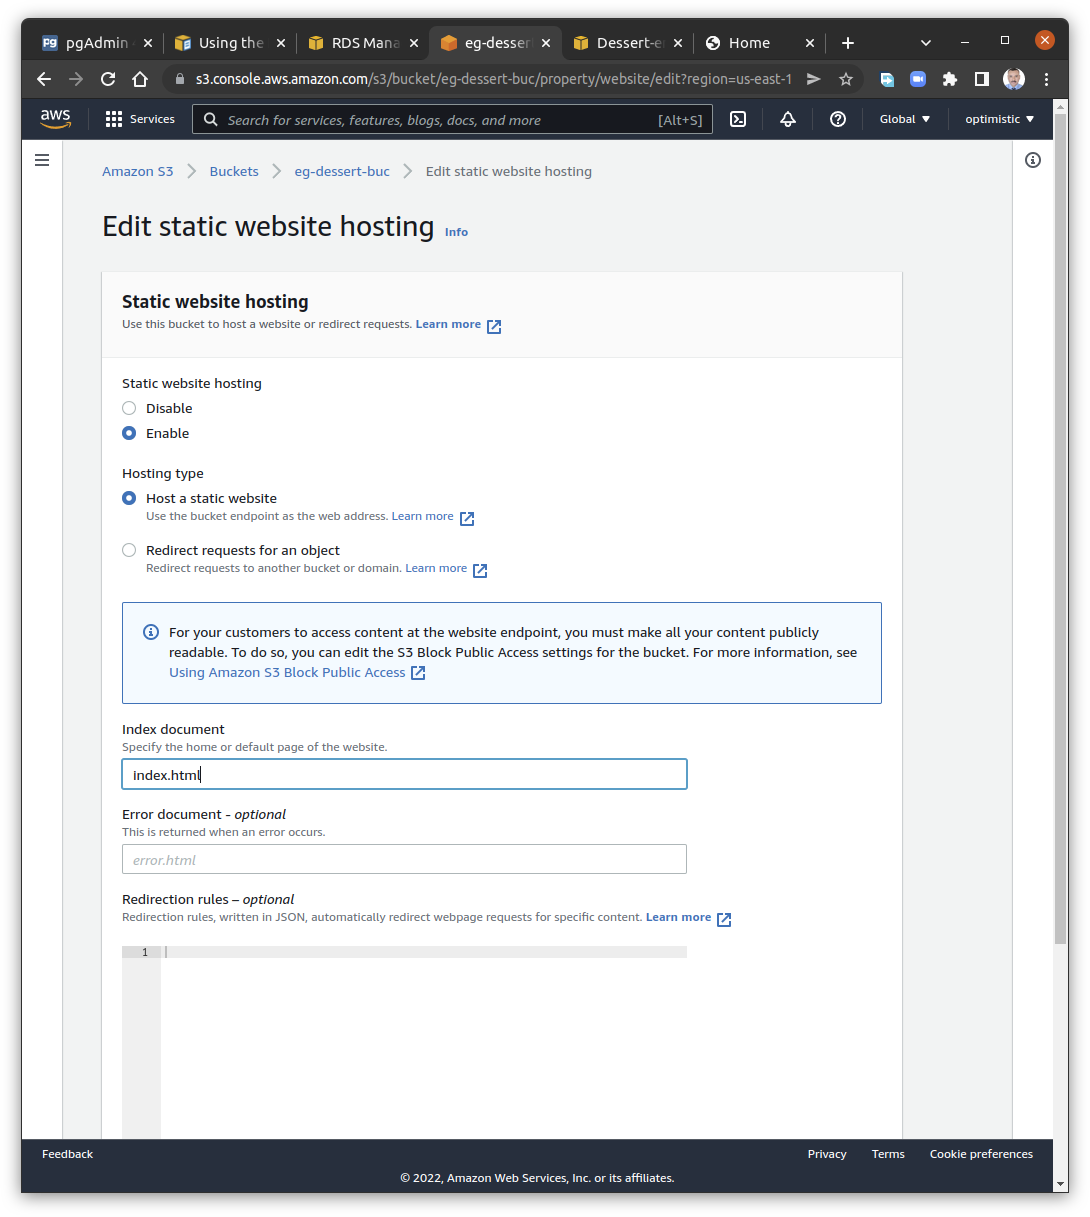 pgAdmin
Using the
RDS Mana
eg-desser
Dessert-e
Home
s3.console.aws.amazon.com/s3/bucket/eg-dessert-buc/property/website/edit?region=us-east-1
aws
Services
Search for services, features, blogs, docs, and more [Alt+S]
Global
optimistic
Amazon S3 > Buckets > eg-dessert-buc > Edit static website hosting
Edit static website hosting Info
Static website hosting
Use this bucket to host a website or redirect requests. Learn more
Static website hosting
Disable
Enable
Hosting type
Host a static website
Use the bucket endpoint as the web address. Learn more
Redirect requests for an object
Redirect requests to another bucket or domain. Learn more
For your customers to access content at the website endpoint, you must make all your content publicly
readable. To do so, you can edit the S3 Block Public Access settings for the bucket. For more information, see
Using Amazon S3 Block Public Access
Index document
Specify the home or default page of the website.
index.html
Error document - optional
This is returned when an error occurs.
error.html
Redirection rules – optional
Redirection rules, written in JSON, automatically redirect webpage requests for specific content. Learn more
1
Feedback
Privacy Terms Cookie preferences
© 2022, Amazon Web Services, Inc. or its affiliates.